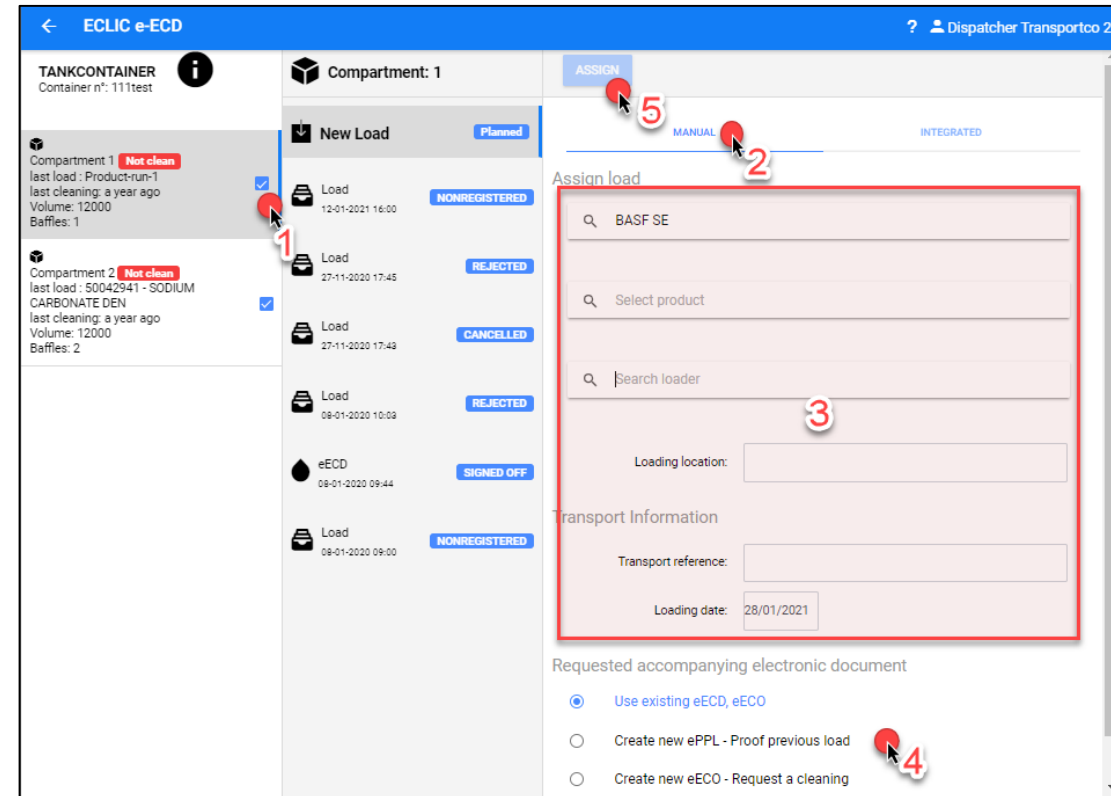 ECLIC e-ECD
? Dispatcher Transportco 2
TANKCONTAINER
Container n°: 111test
i
Compartment 1 Not clean
last load : Product-run-1
last cleaning: a year ago
Volume: 12000
Baffles: 1
1
Compartment 2 Not clean
last load : 50042941 - SODIUM
CARBONATE DEN
last cleaning: a year ago
Volume: 12000
Baffles: 2
Compartment: 1
New Load Planned
Load NONREGISTERED
12-01-2021 16:00
Load REJECTED
27-11-2020 17:45
Load CANCELLED
27-11-2020 17:43
Load REJECTED
08-01-2020 10:03
eECD SIGNED OFF
08-01-2020 09:44
Load NONREGISTERED
08-01-2020 09:00
ASSIGN
5
MANUAL INTEGRATED
2
Assign load
BASF SE
Select product
Search loader
3
Loading location:
Transport Information
Transport reference:
Loading date: 28/01/2021
Requested accompanying electronic document
Use existing eECD, eECO
Create new ePPL - Proof previous load
4
Create new eECO - Request a cleaning